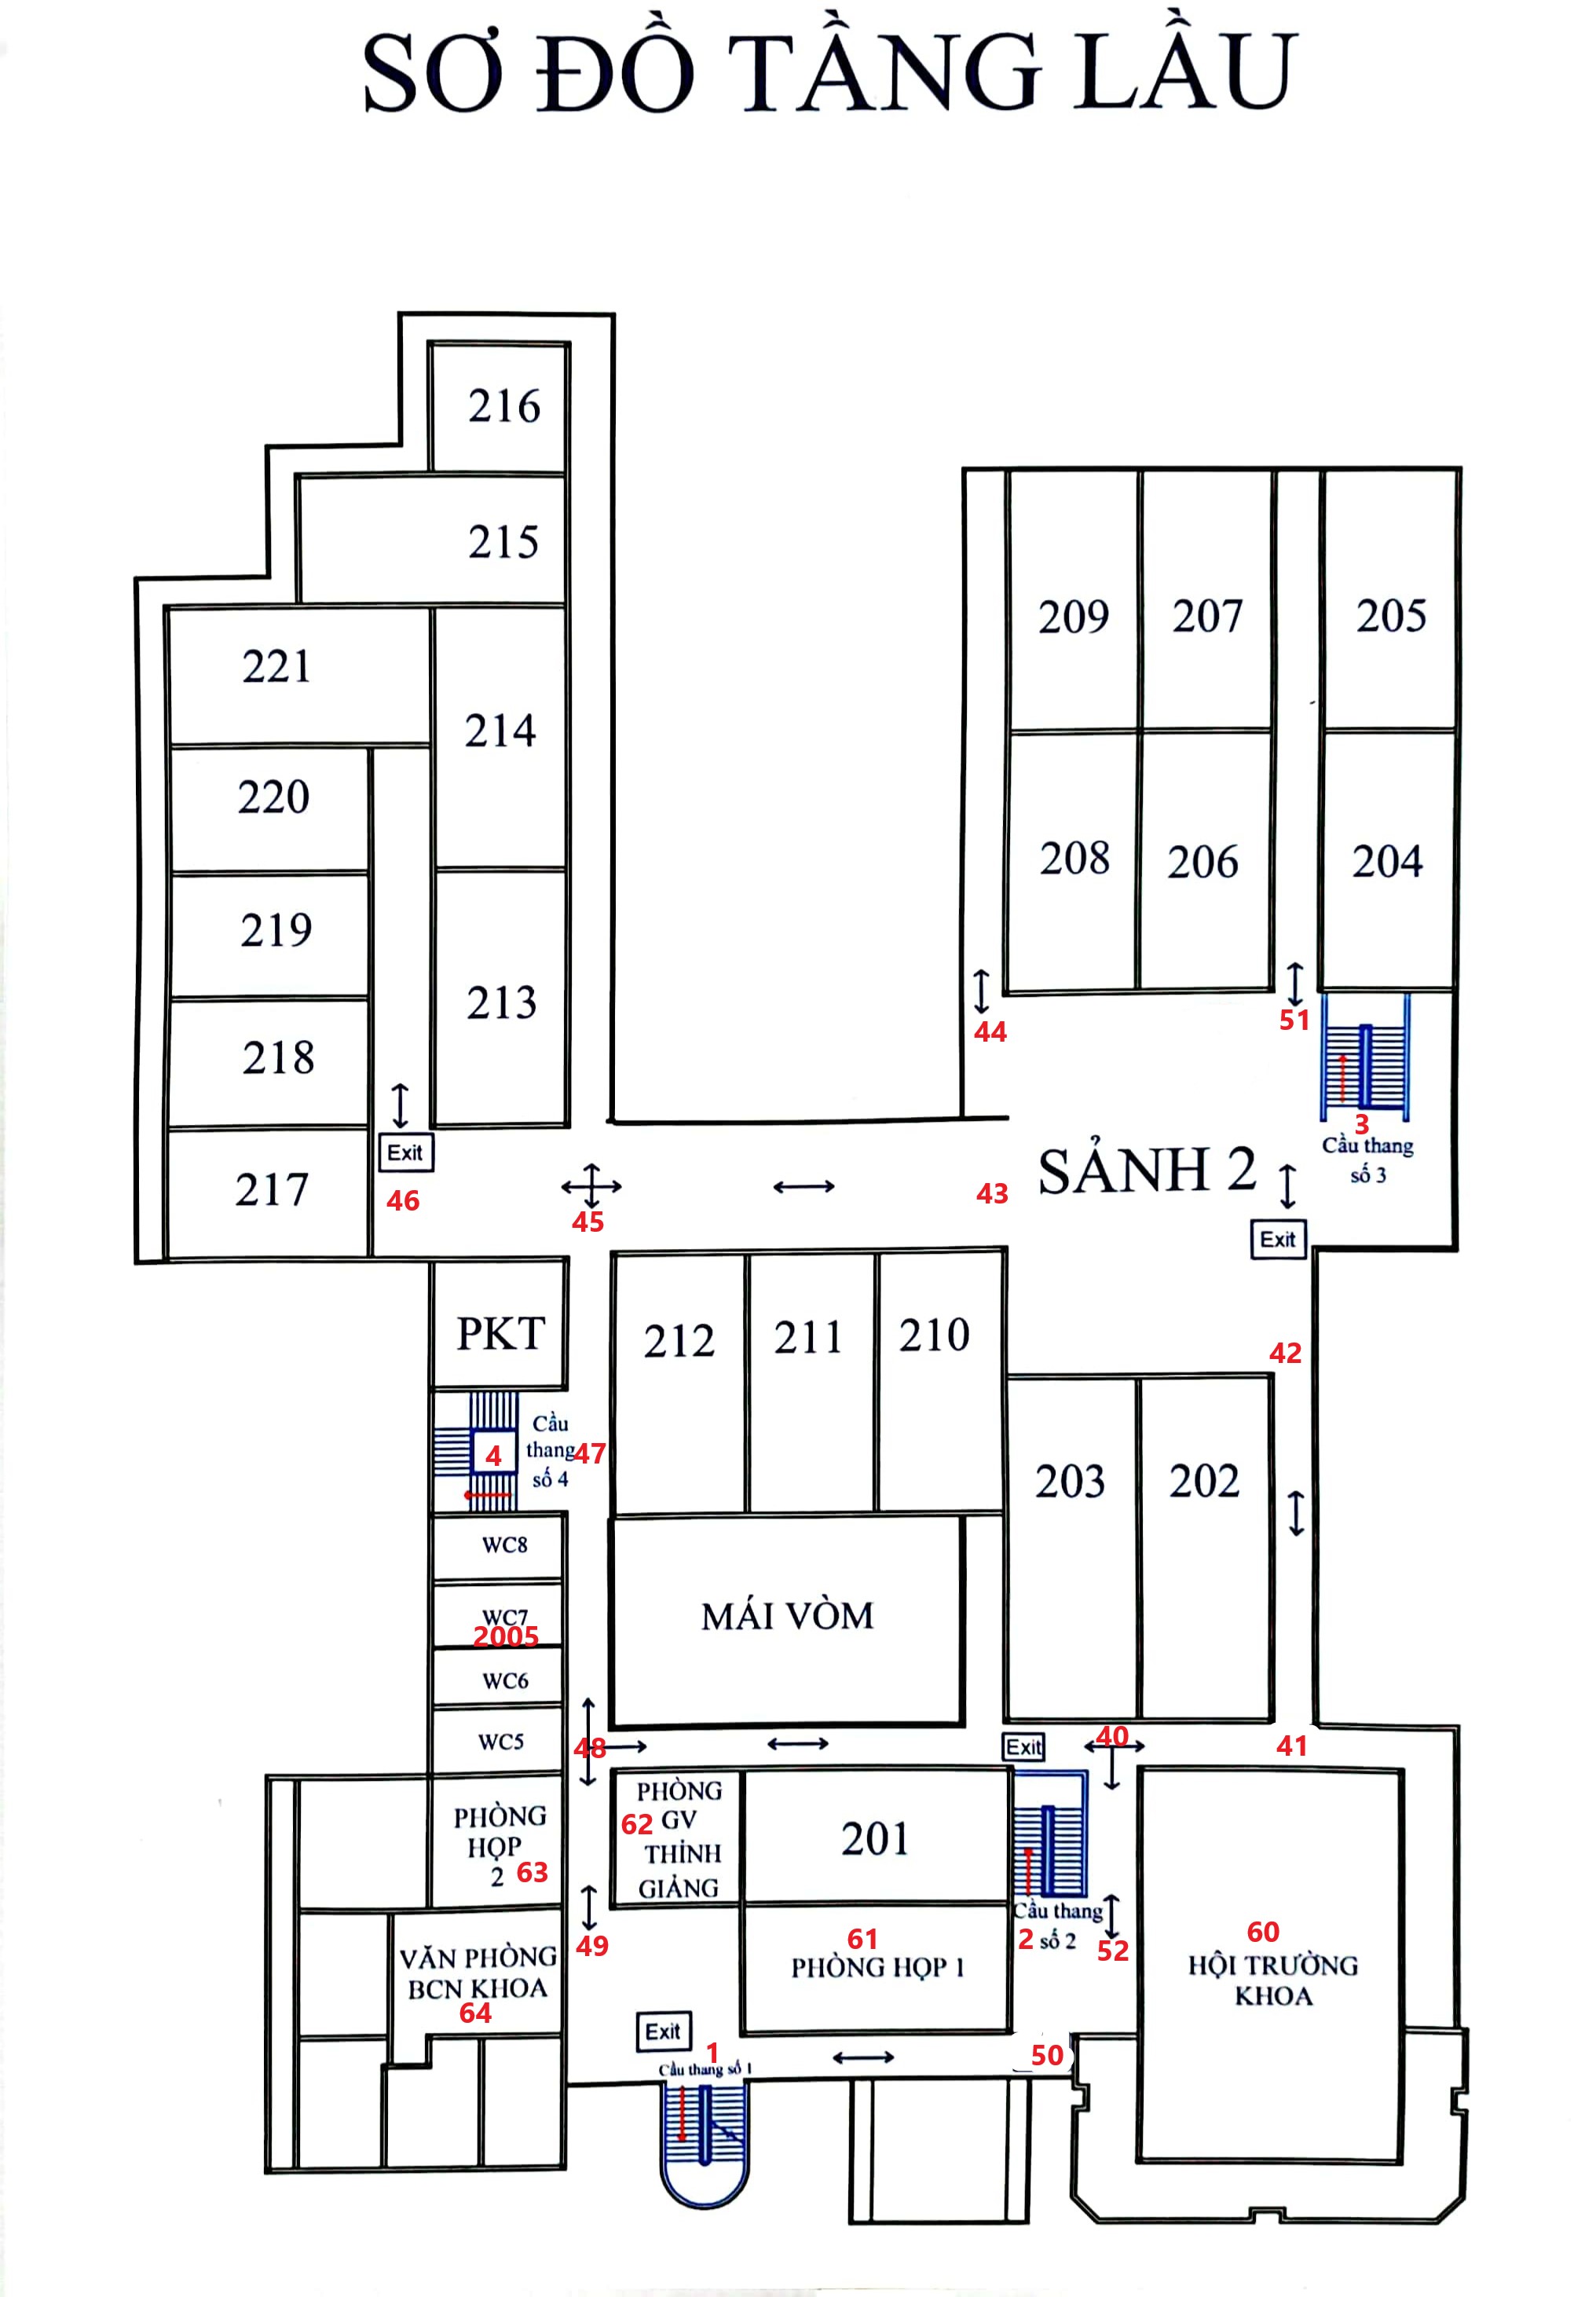 SƠ ĐỒ TẦNG LẦU
216
215
221
214
220
219
213
218
Exit
217
46
45
209
207
205
208
206
204
44
51
3
Cầu thang
số 3
43
SẢNH 2
Exit
PKT
212
211
210
42
Cầu
thang
số 4
4
47
203
202
WC8
WC7
2005
WC6
WC5
MÁI VÒM
48
Exit
40
41
PHÒNG
HỌP
2
63
PHÒNG
62 GV
THỈNH
GIẢNG
201
Cầu thang
2 số 2
52
49
VĂN PHÒNG
BCN KHOA
64
61
PHÒNG HỌP 1
60
HỘI TRƯỜNG
KHOA
Exit
1
Cầu thang số 1
50